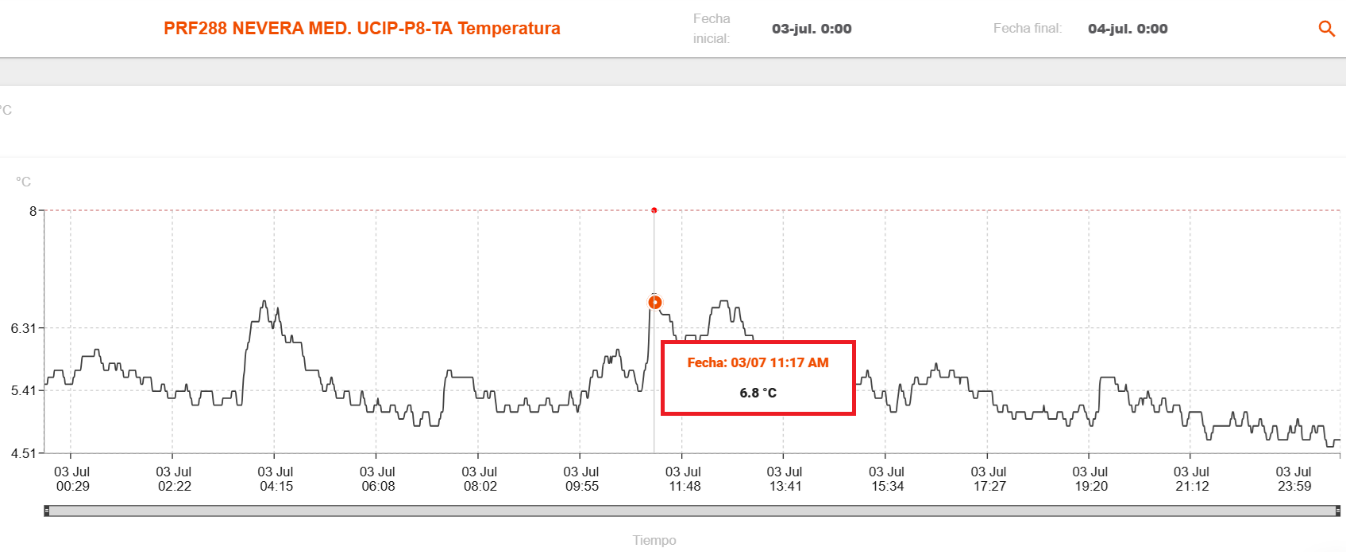 PRF288 NEVERA MED. UCIP-P8-TA Temperatura
Fecha
inicial:
03-jul. 0:00
Fecha final:
04-jul. 0:00
°C
°C
8
6.31
5.41
4.51
Fecha: 03/07 11:17 AM
6.8 °C
03 Jul
00:29
03 Jul
02:22
03 Jul
04:15
03 Jul
06:08
03 Jul
08:02
03 Jul
09:55
03 Jul
11:48
03 Jul
13:41
03 Jul
15:34
03 Jul
17:27
03 Jul
19:20
03 Jul
21:12
03 Jul
23:59
Tiempo